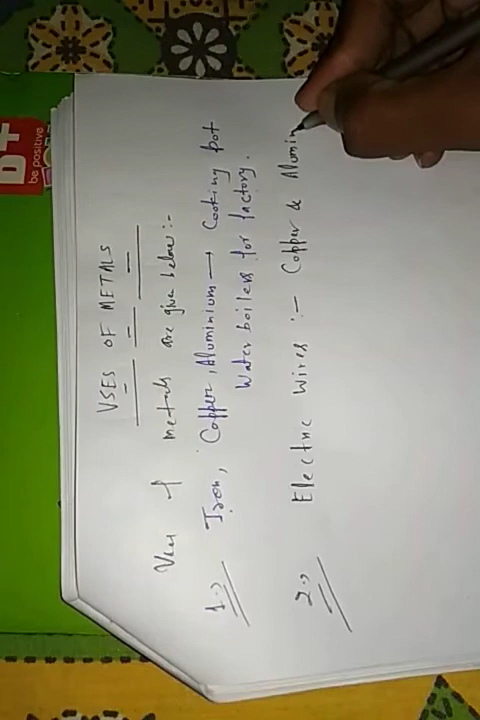 B+
be positive
USES OF METALS
Uses of metals are given below :-
1.) Iron, Copper, Aluminium → Cooking pot
Water boilers for factory.
2.) Electric Wires :- Copper & Alumin